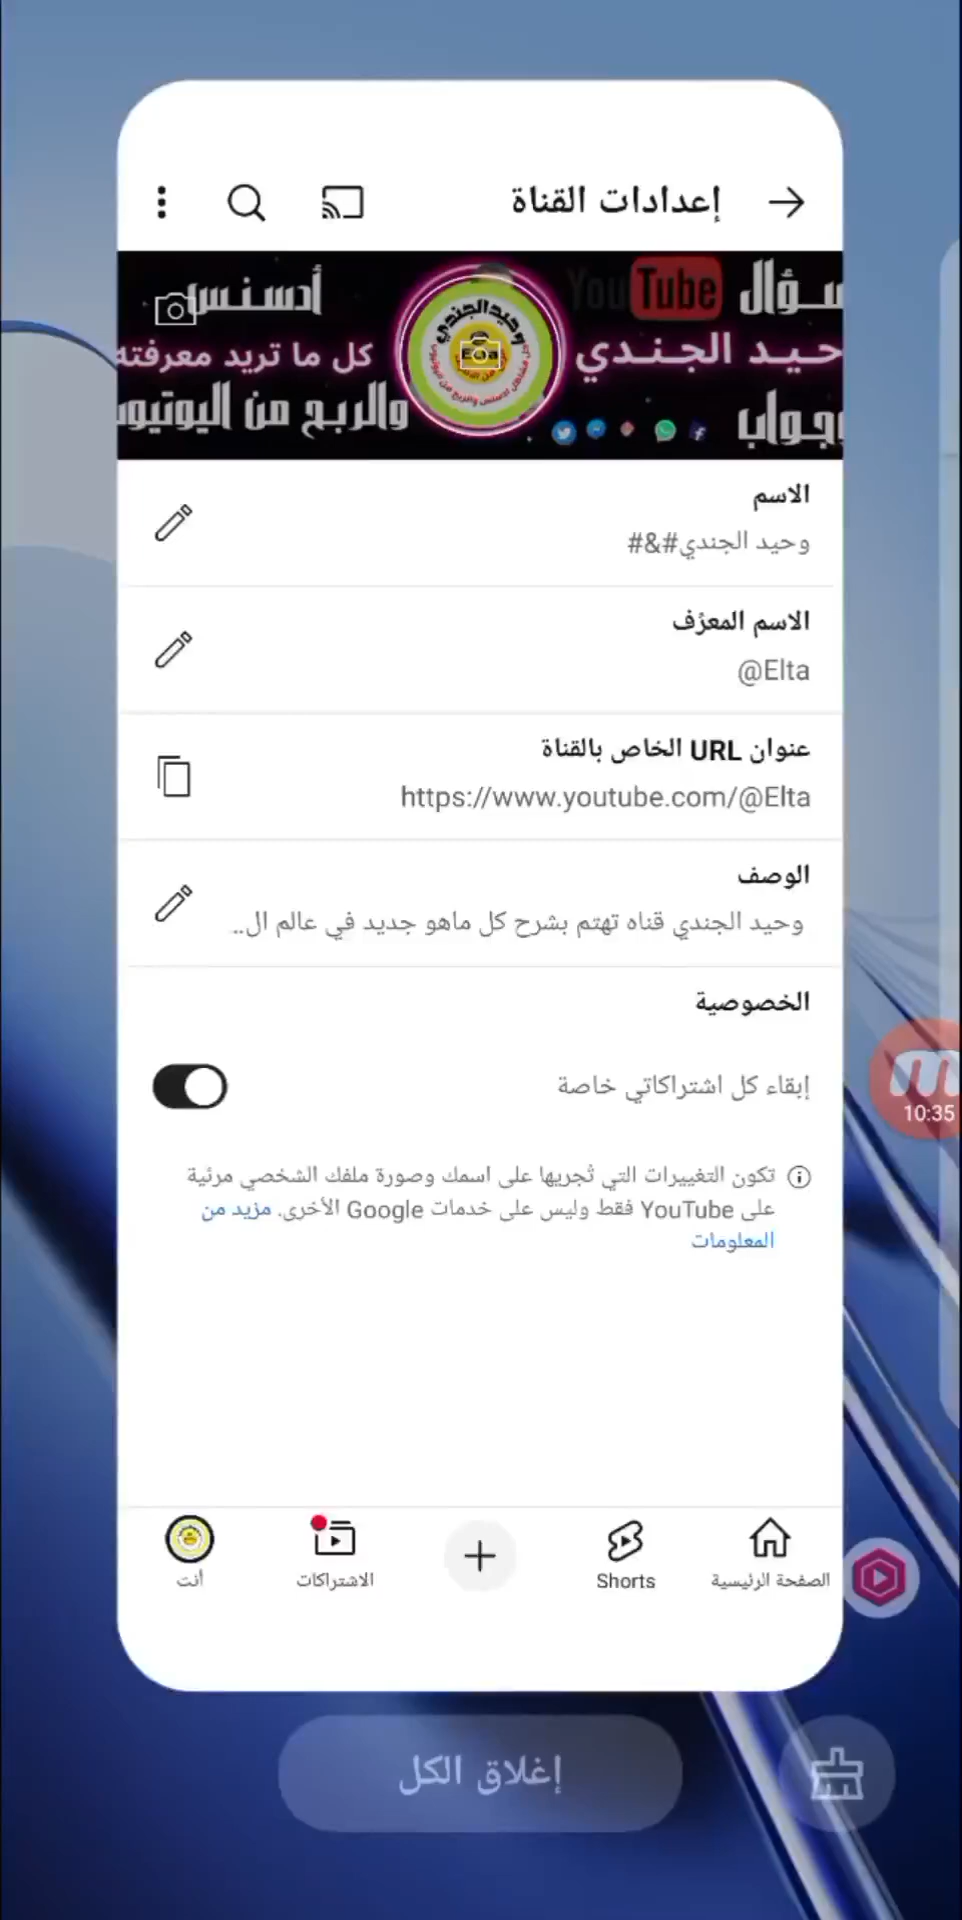 إعدادات القناة
سؤال YouTube أدسنس
حيد الجندي كل ما تريد معرفته
وجواب والربح من اليوتيوب
وحيد الجندي
Elta
الاسم
وحيد الجندي#&#
الاسم المعرّف
@Elta
عنوان URL الخاص بالقناة
https://www.youtube.com/@Elta
الوصف
وحيد الجندي قناه تهتم بشرح كل ماهو جديد في عالم ال..
الخصوصية
إبقاء كل اشتراكاتي خاصة
تكون التغييرات التي تُجريها على اسمك وصورة ملفك الشخصي مرئية
على YouTube فقط وليس على خدمات Google الأخرى. مزيد من
المعلومات
10:35
الصفحة الرئيسية
Shorts
الاشتراكات
أنت
إغلاق الكل